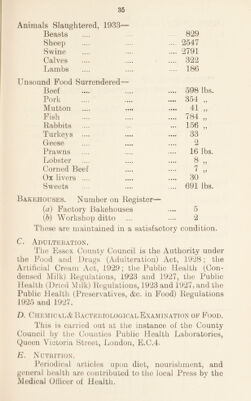 35
Animals Slaughtered, 1933—
Beasts .... .... .... 829
Sheep .... .... .... 2547
Swine .... .... .... 2791
Calves .... .... .... 322
Lambs .... .... .... 186
Unsound Food Surrendered—
Beef .... .... .... 598 lbs.
Pork .... .... .... 354 „
Mutton .... .... .... 41 „
Fish .... .... .... 784 „
Rabbits .... .... .... 156 „
Turkeys .... .... .... 33
Geese .... .... .... 2
Prawns .... .... .... 16 lbs.
Lobster .... .... .... 8 „
Corned Beef .... .... 7 „
Ox livers .... .... .... 30
Sweets .... .... .... 691 lbs.
BAKEHOUSES. Number on Register—
(a) Factory Bakehouses .... 5
(b) Workshop ditto .... 2
These are maintained in a satisfactory condition.
C. ADULTERATION.
The Essex County Council is the Authority under
the Food and Drugs (Adulteration) Act, 1928; the
Artificial Cream Act, 1929; the Public Health (Con-
densed Milk) Regulations, 1923 and 1927, the Public
Health (Dried Milk) Regulations, 1923 and 1927, and the
Public Health (Preservatives, &c. in Food) Regulations
1925 and 1927.
D. CHEMICAL & BACTERIOLOGICAL EXAMINATION OF FOOD.
This is carried out at the instance of the County
Council by the Counties Public Health Laboratories,
Queen Victoria Street, London, E.C.4.
E. NUTRITION.
Periodical articles upon diet, nourishment, and
general health are contributed to the local Press by the
Medical Officer of Health.